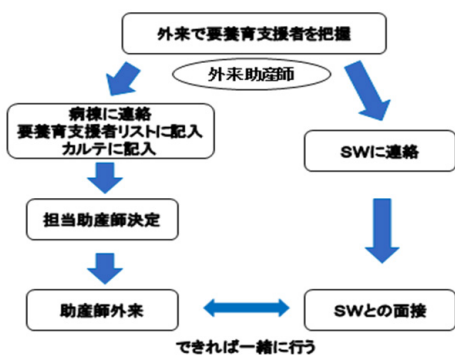 外来で要養育支援者を把握
外来助産師
病棟に連絡
要養育支援者リストに記入
カルテに記入
SWに連絡
担当助産師決定
助産師外来
SWとの面接
できれば一緒に行う